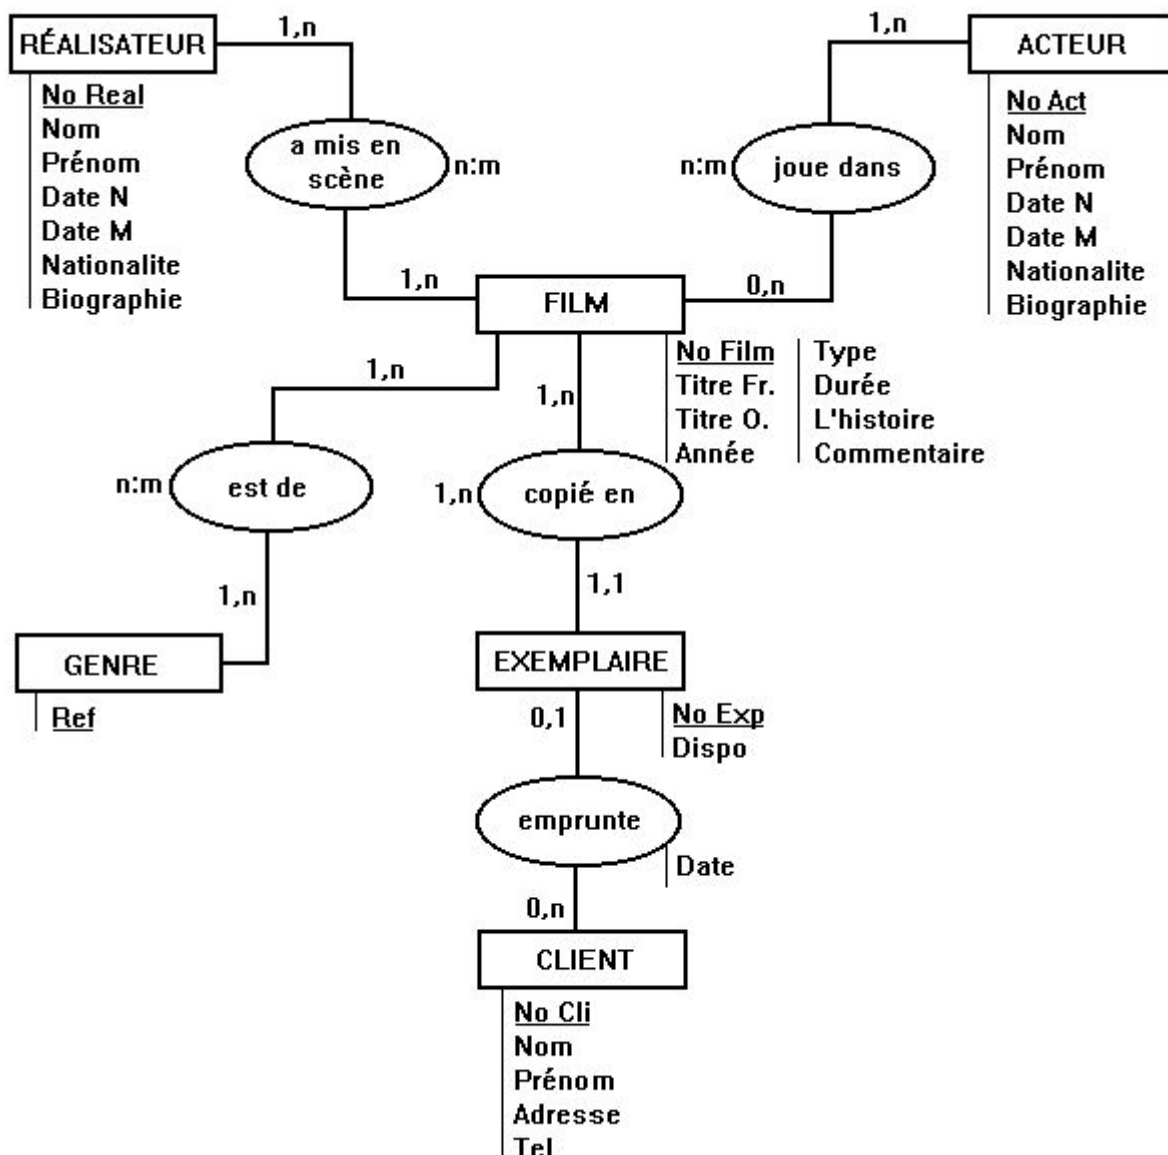 1,n
1,n
RÉALISATEUR
ACTEUR
No Real
Nom
Prénom
Date N
Date M
Nationalite
Biographie
a mis en
scène
n:m
n:m
joue dans
No Act
Nom
Prénom
Date N
Date M
Nationalite
Biographie
1,n
FILM
0,n
No Film
Titre Fr.
Titre O.
Année
Type
Durée
L'histoire
Commentaire
1,n
1,n
n:m
est de
1,n
copié en
1,n
1,1
GENRE
Ref
EXEMPLAIRE
No Exp
Dispo
0,1
emprunte
Date
0,n
CLIENT
No Cli
Nom
Prénom
Adresse
Tel